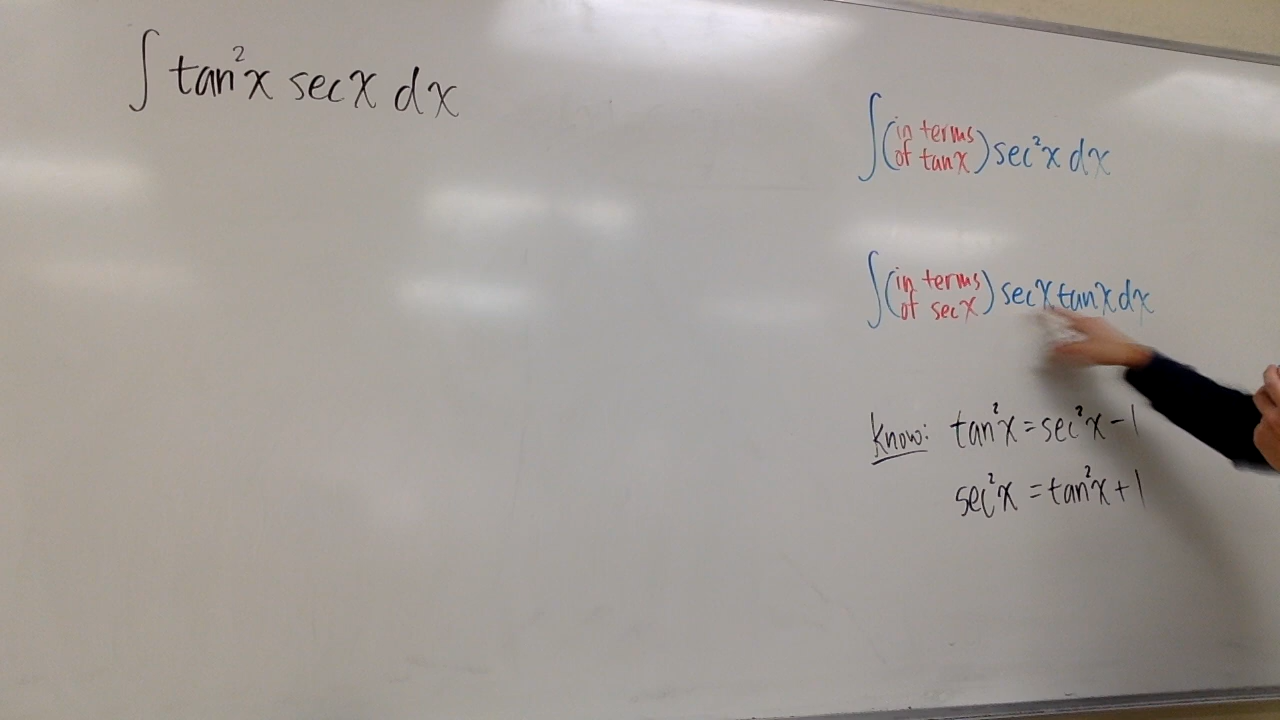 ∫ tan²x secx dx
∫(in terms of tanx) sec²x dx
∫(in terms of secx) secx tanx dx
Know: tan²x = sec²x - 1
sec²x = tan²x + 1